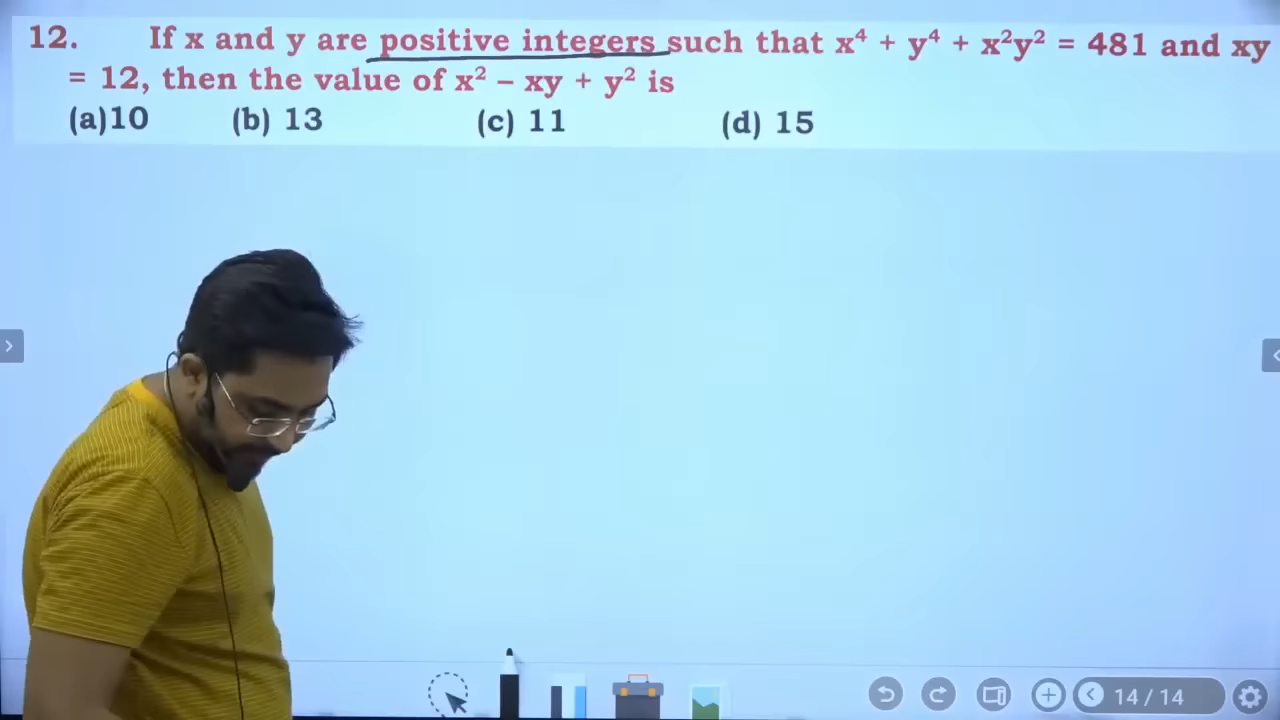 12. If x and y are positive integers such that x⁴ + y⁴ + x²y² = 481 and xy
= 12, then the value of x² – xy + y² is
(a)10 (b) 13 (c) 11 (d) 15
14 / 14